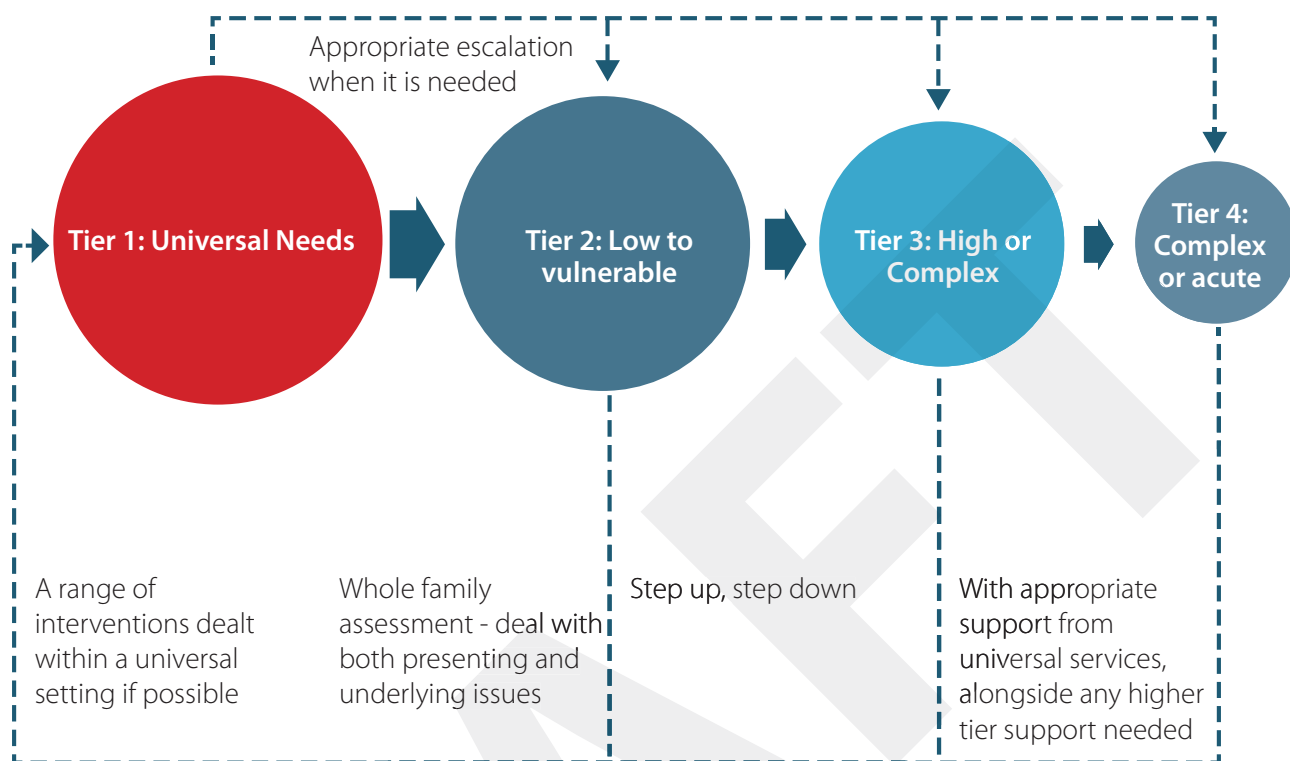 Appropriate escalation
when it is needed
Tier 1: Universal Needs
Tier 2: Low to
vulnerable
Tier 3: High or
Complex
Tier 4:
Complex
or acute
A range of
interventions dealt
within a universal
setting if possible
Whole family
assessment - deal with
both presenting and
underlying issues
Step up, step down
With appropriate
support from
universal services,
alongside any higher
tier support needed
AFT